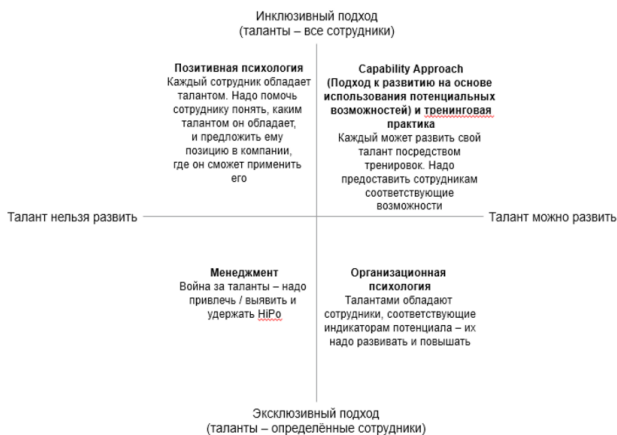 Инклюзивный подход
(таланты – все сотрудники)
Позитивная психология
Каждый сотрудник обладает
талантом. Надо помочь
сотруднику понять, каким
талантом он обладает,
и предложить ему
позицию в компании,
где он сможет применить
его
Capability Approach
(Подход к развитию на основе
использования потенциальных
возможностей) и тренинговая
практика
Каждый может развить свой
талант посредством
тренировок. Надо
предоставить сотрудникам
соответствующие
возможности
Талант нельзя развить
Талант можно развить
Менеджмент
Война за таланты – надо
привлечь / выявить и
удержать HiPo
Организационная
психология
Талантами обладают
сотрудники, соответствующие
индикаторам потенциала – их
надо развивать и повышать
Эксклюзивный подход
(таланты – определённые сотрудники)